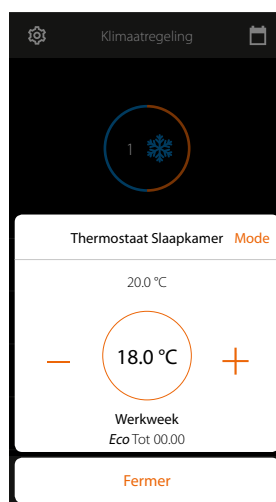 Klimaatregeling
1
Thermostaat Slaapkamer Mode
20.0 °C
18.0 °C
Werkweek
Eco Tot 00.00
Fermer